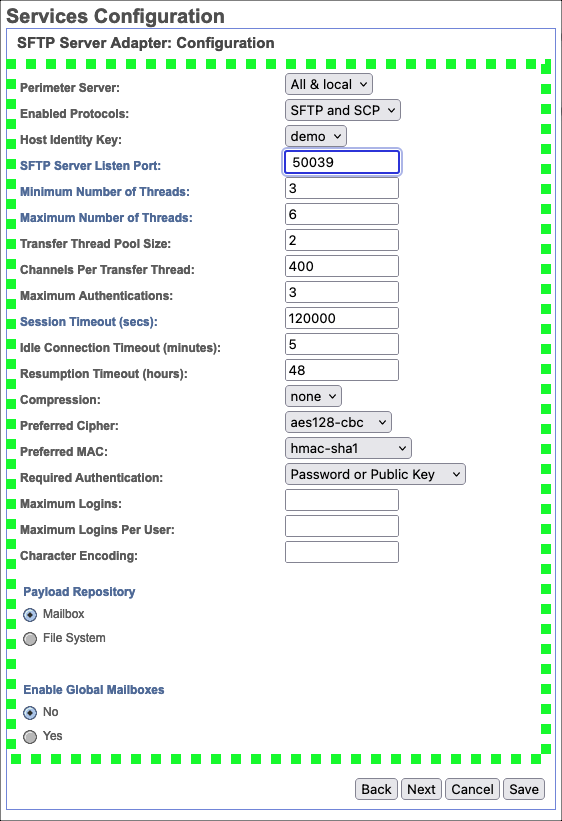 Services Configuration
SFTP Server Adapter: Configuration
Perimeter Server: All & local
Enabled Protocols: SFTP and SCP
Host Identity Key: demo
SFTP Server Listen Port: 50039
Minimum Number of Threads: 3
Maximum Number of Threads: 6
Transfer Thread Pool Size: 2
Channels Per Transfer Thread: 400
Maximum Authentications: 3
Session Timeout (secs): 120000
Idle Connection Timeout (minutes): 5
Resumption Timeout (hours): 48
Compression: none
Preferred Cipher: aes128-cbc
Preferred MAC: hmac-sha1
Required Authentication: Password or Public Key
Maximum Logins:
Maximum Logins Per User:
Character Encoding:
Payload Repository
Mailbox
File System
Enable Global Mailboxes
No
Yes
Back Next Cancel Save